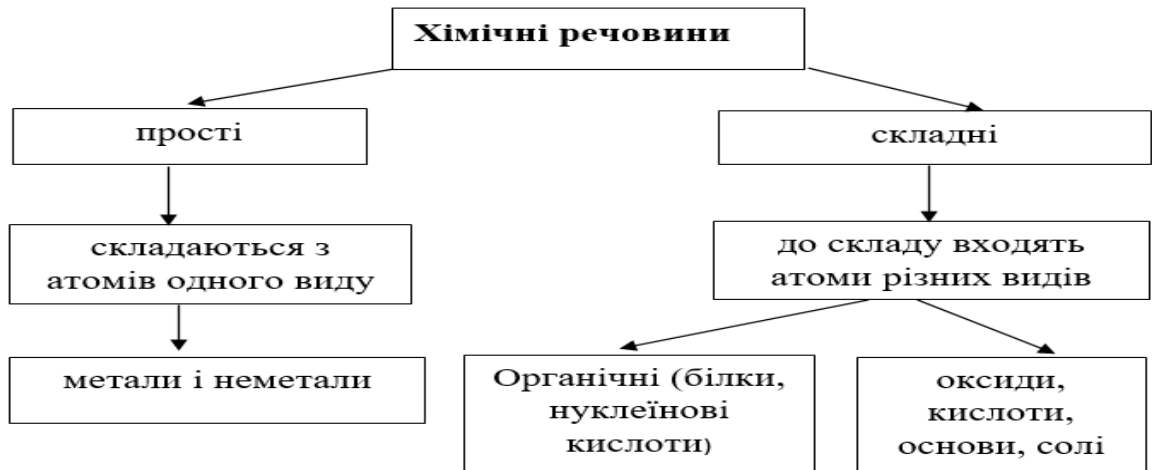 Хімічні речовини
прості
складні
складаються з
атомів одного виду
до складу входять
атоми різних видів
метали і неметали
Органічні (білки,
нуклеїнові
кислоти)
оксиди,
кислоти,
основи, солі